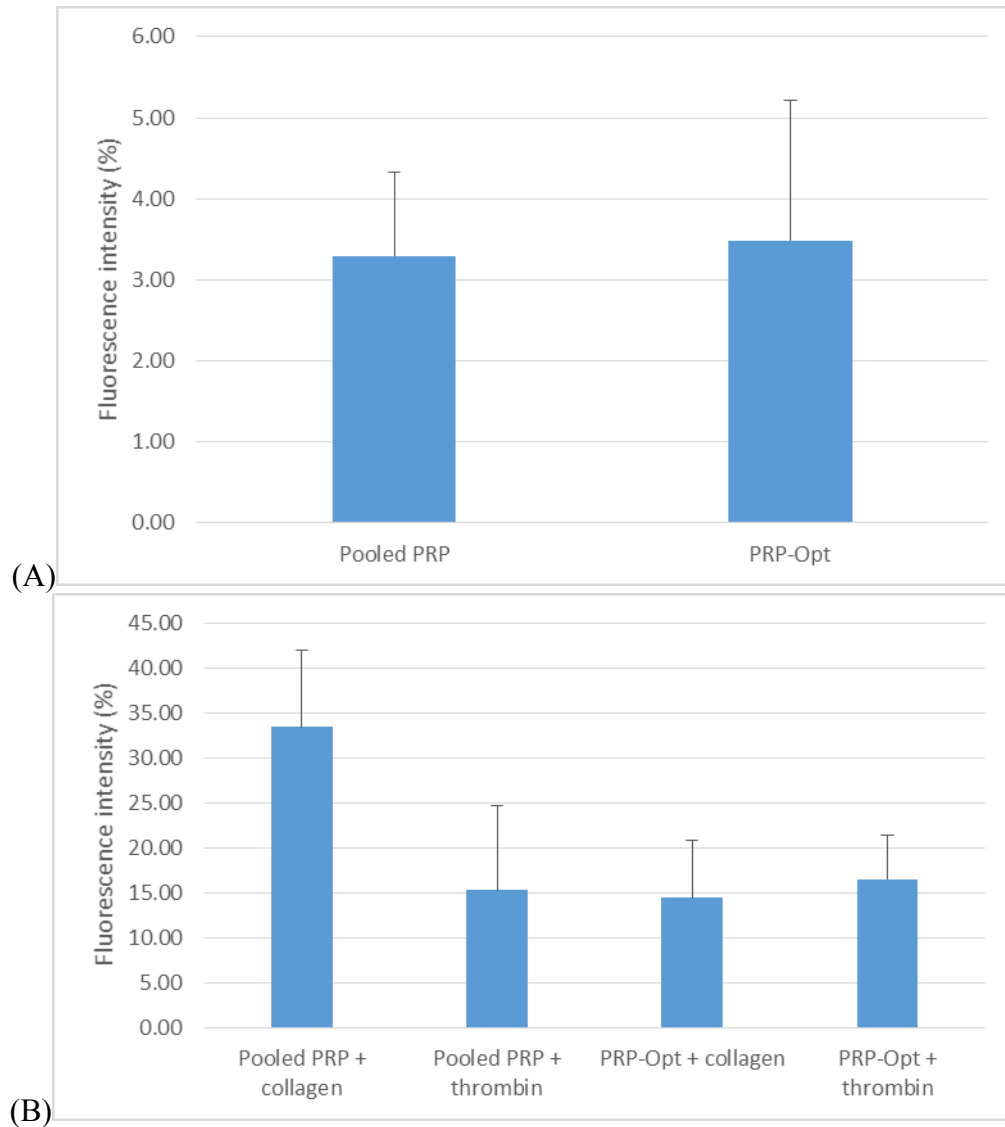 6.00
5.00
4.00
3.00
2.00
1.00
0.00
Fluorescence intensity (%)
Pooled PRP
PRP-Opt
(A)
45.00
40.00
35.00
30.00
25.00
20.00
15.00
10.00
5.00
0.00
Fluorescence intensity (%)
Pooled PRP +
collagen
Pooled PRP +
thrombin
PRP-Opt + collagen
PRP-Opt +
thrombin
(B)